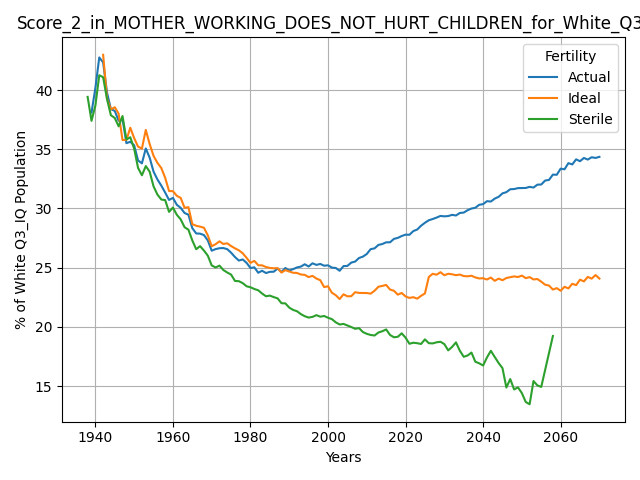 Score_2_in_MOTHER_WORKING_DOES_NOT_HURT_CHILDREN_for_White_Q3
Fertility
Actual
Ideal
Sterile
% of White Q3_IQ Population
40
35
30
25
20
15
1940 1960 1980 2000 2020 2040 2060
Years